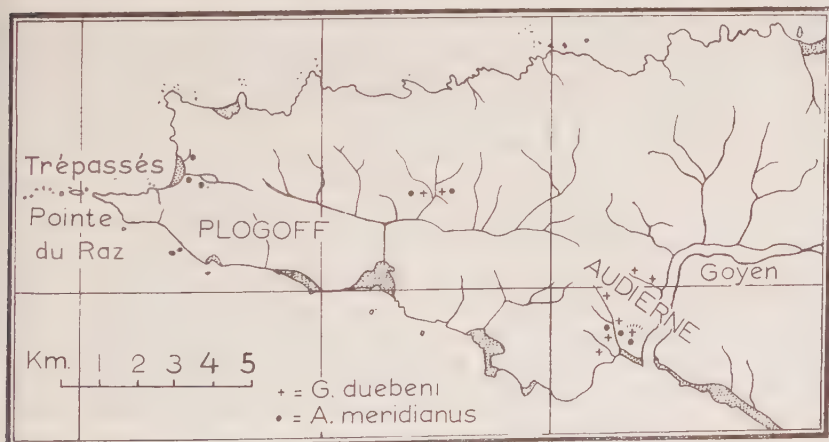 Trépassés
Pointe
du Raz
PLOGOFF
AUDIERNE
Goyen
Km. 1 2 3 4 5
+ = G. duebeni
• = A. meridianus